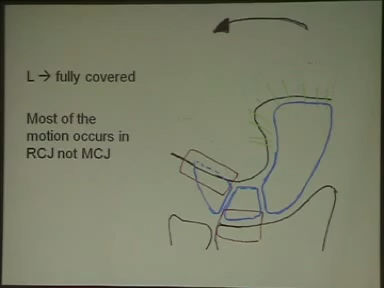 L → fully covered
Most of the
motion occurs in
RCJ not MCJ